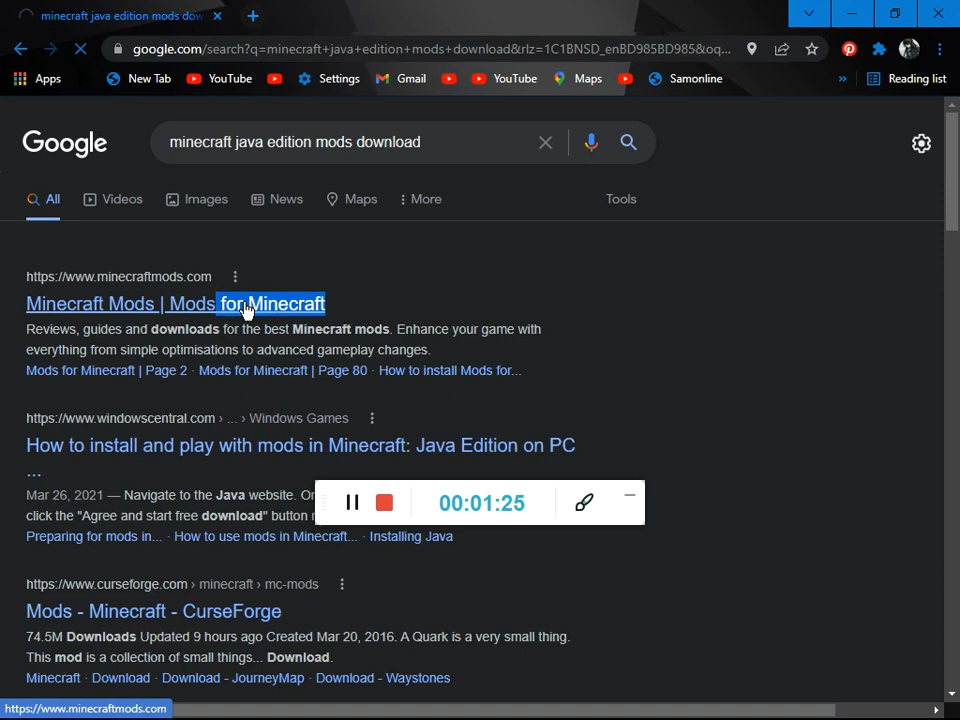 minecraft java edition mods dow
google.com/search?q=minecraft+java+edition+mods+download&rlz=1C1BNSD_enBD985BD985&oq...
Apps New Tab YouTube Settings Gmail YouTube Maps Samonline » Reading list
Google minecraft java edition mods download
All Videos Images News Maps More Tools
https://www.minecraftmods.com
Minecraft Mods | Mods for Minecraft
Reviews, guides and downloads for the best Minecraft mods. Enhance your game with
everything from simple optimisations to advanced gameplay changes.
Mods for Minecraft | Page 2 · Mods for Minecraft | Page 80 · How to install Mods for...
https://www.windowscentral.com › ... › Windows Games
How to install and play with mods in Minecraft: Java Edition on PC
...
Mar 26, 2021 — Navigate to the Java website. On
click the "Agree and start free download" button
00:01:25
Preparing for mods in... · How to use mods in Minecraft... · Installing Java
https://www.curseforge.com › minecraft › mc-mods
Mods - Minecraft - CurseForge
74.5M Downloads Updated 9 hours ago Created Mar 20, 2016. A Quark is a very small thing.
This mod is a collection of small things... Download.
Minecraft · Download · Download - JourneyMap · Download - Waystones
https://www.minecraftmods.com